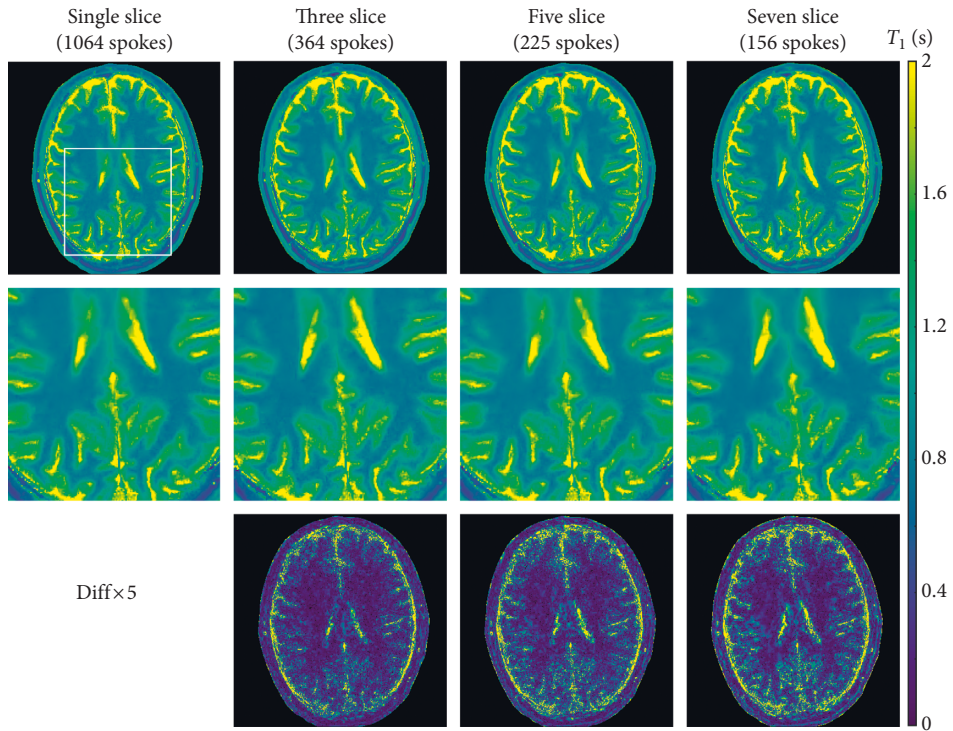 Single slice
(1064 spokes)
Three slice
(364 spokes)
Five slice
(225 spokes)
Seven slice
(156 spokes)
T₁ (s)
2
1.6
1.2
0.8
0.4
0
Diff×5